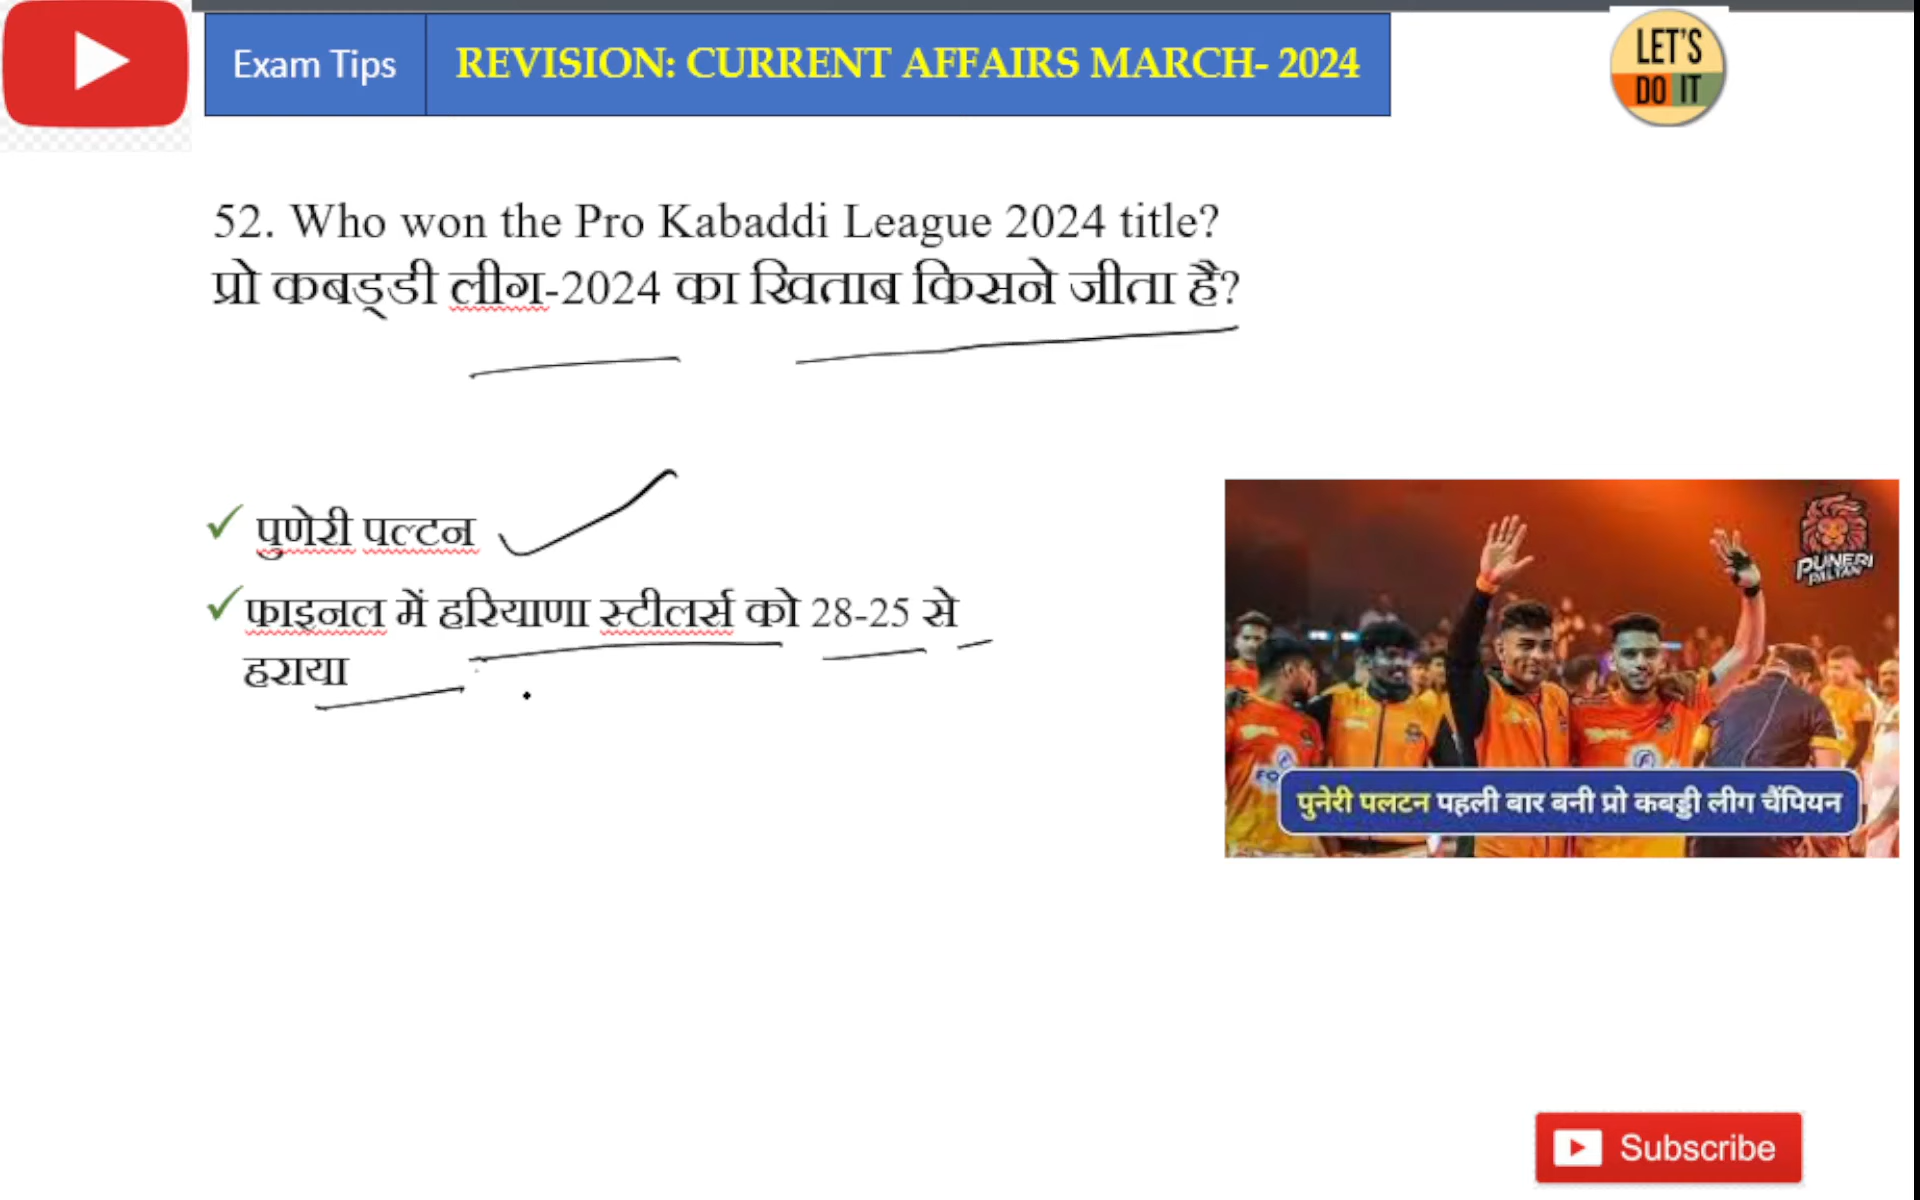 Exam Tips
REVISION: CURRENT AFFAIRS MARCH- 2024
LET'S
DO IT
52. Who won the Pro Kabaddi League 2024 title?
प्रो कबड्डी लीग-2024 का खिताब किसने जीता है?
पुणेरी पल्टन
फाइनल में हरियाणा स्टीलर्स को 28-25 से
हराया
PUNERI
PALTAN
पुनेरी पलटन पहली बार बनी प्रो कबड्डी लीग चैंपियन
Subscribe